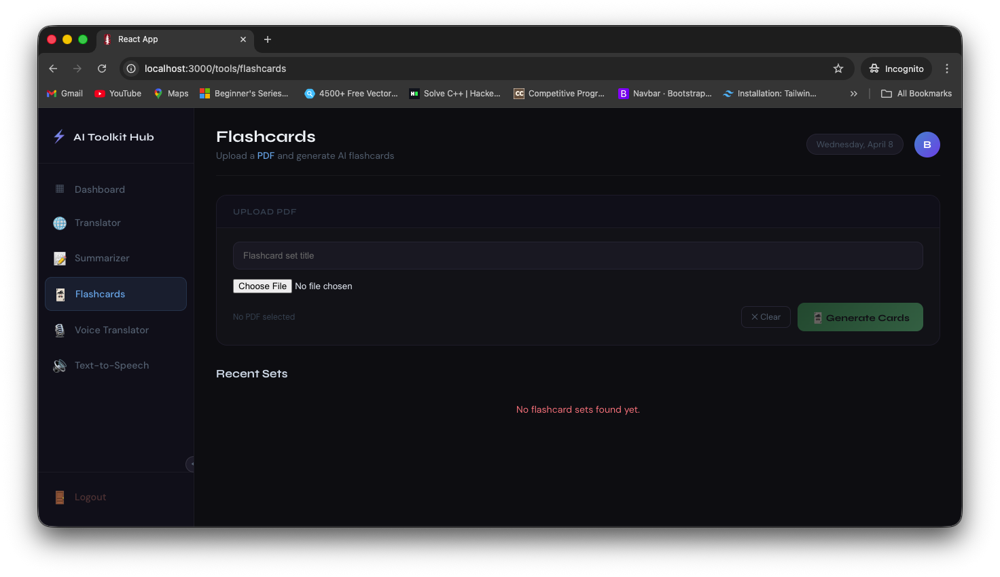 React App
localhost:3000/tools/flashcards
Incognito
Gmail
YouTube
Maps
Beginner's Series...
4500+ Free Vector...
Solve C++ | Hacke...
Competitive Progr...
Navbar · Bootstrap...
Installation: Tailwin...
All Bookmarks
AI Toolkit Hub
Dashboard
Translator
Summarizer
Flashcards
Voice Translator
Text-to-Speech
Logout
Flashcards
Upload a PDF and generate AI flashcards
Wednesday, April 8
B
UPLOAD PDF
Flashcard set title
Choose File No file chosen
No PDF selected
✕ Clear
Generate Cards
Recent Sets
No flashcard sets found yet.